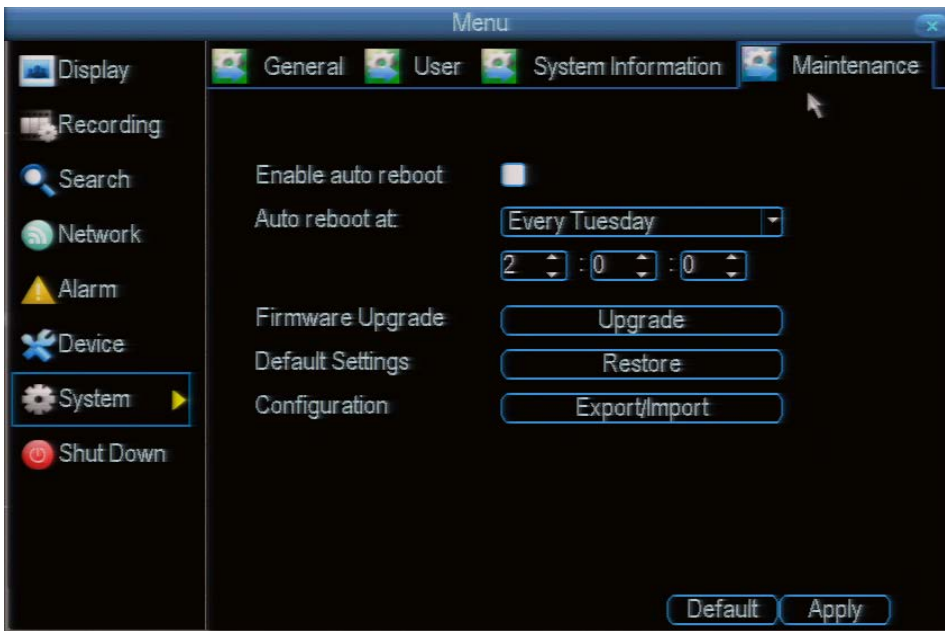 Menu
Display
Recording
Search
Network
Alarm
Device
System
Shut Down
General User System Information Maintenance
Enable auto reboot
Auto reboot at: Every Tuesday
2 : 0 : 0
Firmware Upgrade Upgrade
Default Settings Restore
Configuration Export/Import
Default Apply